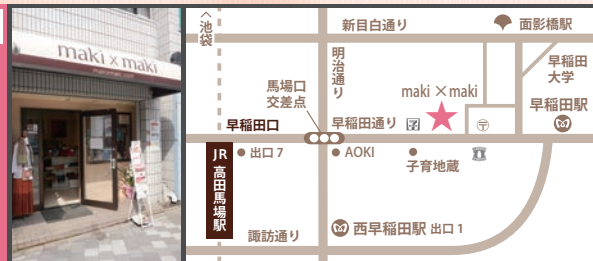 maki × maki
へ池袋
新目白通り
面影橋駅
明治通り
早稲田
大学
馬場口
交差点
maki ×maki
早稲田駅
早稲田口
早稲田通り
7
〒
JR 高田馬場駅
出口 7
AOKI
子育地蔵
諏訪通り
西早稲田駅 出口 1